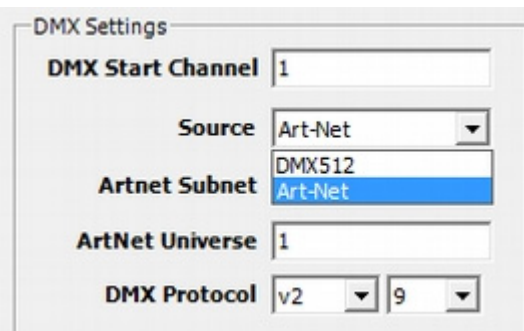 DMX Settings
DMX Start Channel 1
Source Art-Net
DMX512
Artnet Subnet Art-Net
ArtNet Universe 1
DMX Protocol v2 9